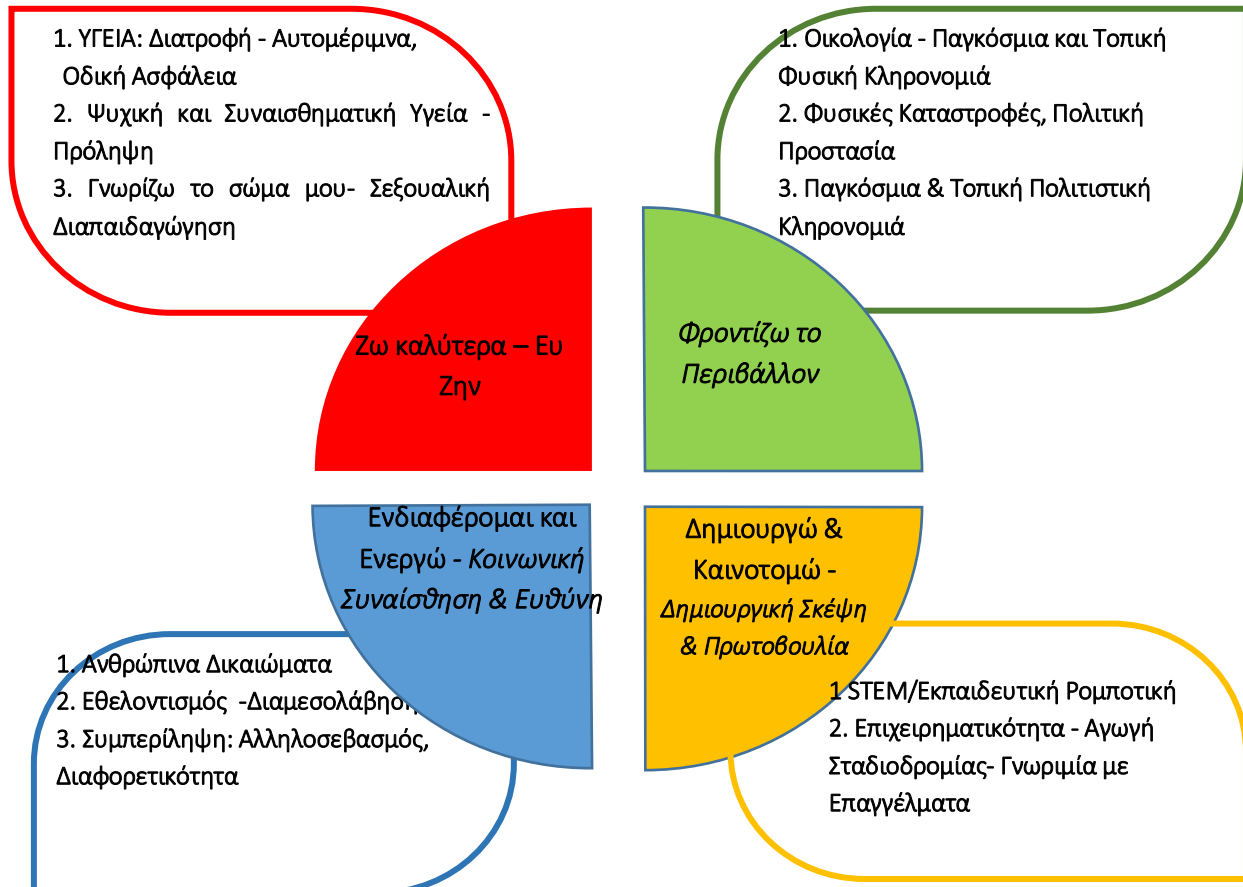 1. ΥΓΕΙΑ: Διατροφή - Αυτομέριμνα,
Οδική Ασφάλεια
2. Ψυχική και Συναισθηματική Υγεία -
Πρόληψη
3. Γνωρίζω το σώμα μου- Σεξουαλική
Διαπαιδαγώγηση
1. Οικολογία - Παγκόσμια και Τοπική
Φυσική Κληρονομιά
2. Φυσικές Καταστροφές, Πολιτική
Προστασία
3. Παγκόσμια & Τοπική Πολιτιστική
Κληρονομιά
Ζω καλύτερα – Ευ
Ζην
Φροντίζω το
Περιβάλλον
Ενδιαφέρομαι και
Ενεργώ - Κοινωνική
Συναίσθηση & Ευθύνη
Δημιουργώ &
Καινοτομώ -
Δημιουργική Σκέψη
& Πρωτοβουλία
1. Ανθρώπινα Δικαιώματα
2. Εθελοντισμός -Διαμεσολάβηση
3. Συμπερίληψη: Αλληλοσεβασμός,
Διαφορετικότητα
1 STEM/Εκπαιδευτική Ρομποτική
2. Επιχειρηματικότητα - Αγωγή
Σταδιοδρομίας- Γνωριμία με
Επαγγέλματα